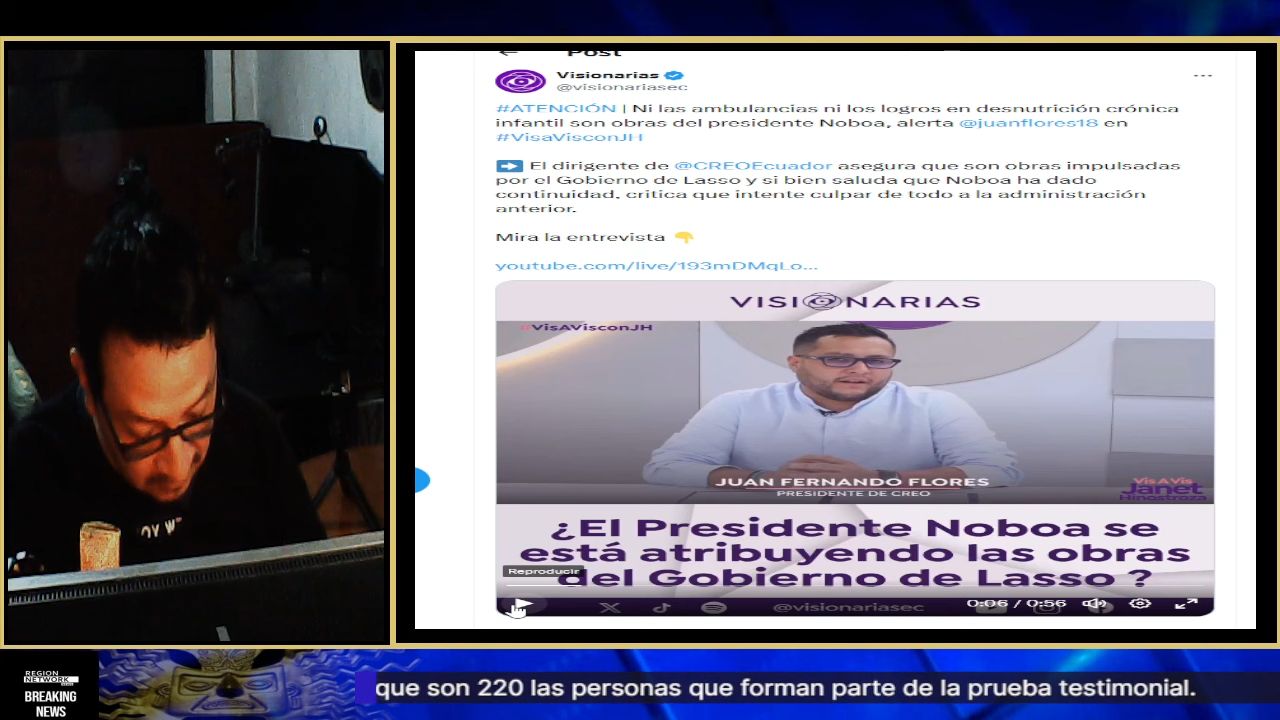 Post
Visionarias
@visionariasec
#ATENCIÓN | Ni las ambulancias ni los logros en desnutrición crónica
infantil son obras del presidente Noboa, alerta @juanflores18 en
#VisaVisconJH
El dirigente de @CREOEcuador asegura que son obras impulsadas
por el Gobierno de Lasso y si bien saluda que Noboa ha dado
continuidad, critica que intente culpar de todo a la administración
anterior.
Mira la entrevista
youtube.com/live/193mDMqLo...
VISIONARIAS
#VisAVisconJH
JUAN FERNANDO FLORES
PRESIDENTE DE CREO
Vis A Vis
Janet
Hinostroza
¿El Presidente Noboa se
está atribuyendo las obras
del Gobierno de Lasso ?
Reproducir
@visionariasec
0:06 / 0:56
REGION
NETWORK
BREAKING
NEWS
que son 220 las personas que forman parte de la prueba testimonial.